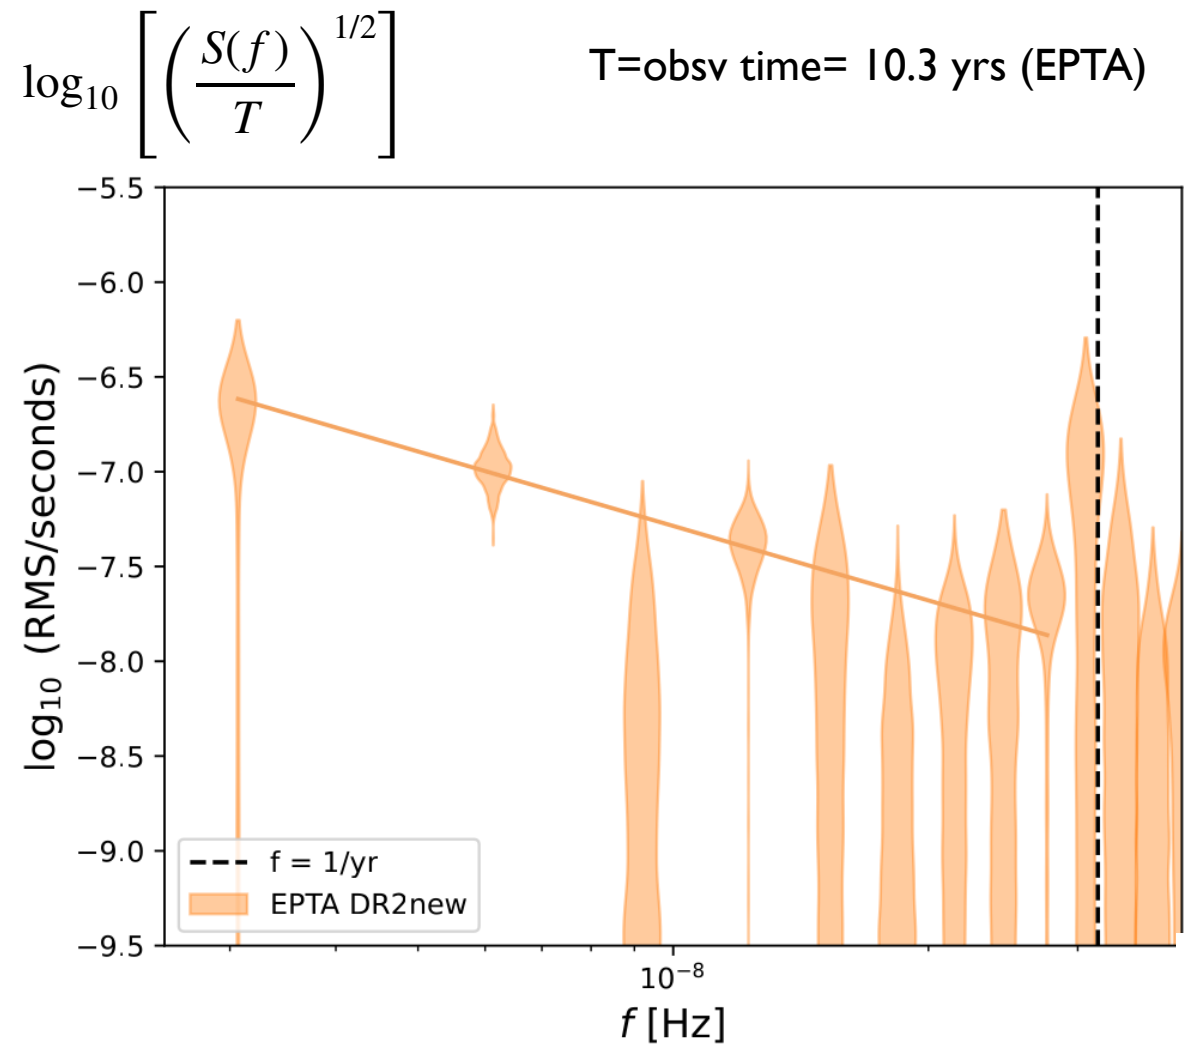 log₁₀ [(S(f)/T)^1/2]
T=obsv time= 10.3 yrs (EPTA)
−5.5
−6.0
−6.5
−7.0
−7.5
−8.0
−8.5
−9.0
−9.5
log₁₀ (RMS/seconds)
f = 1/yr
EPTA DR2new
10⁻⁸
f [Hz]